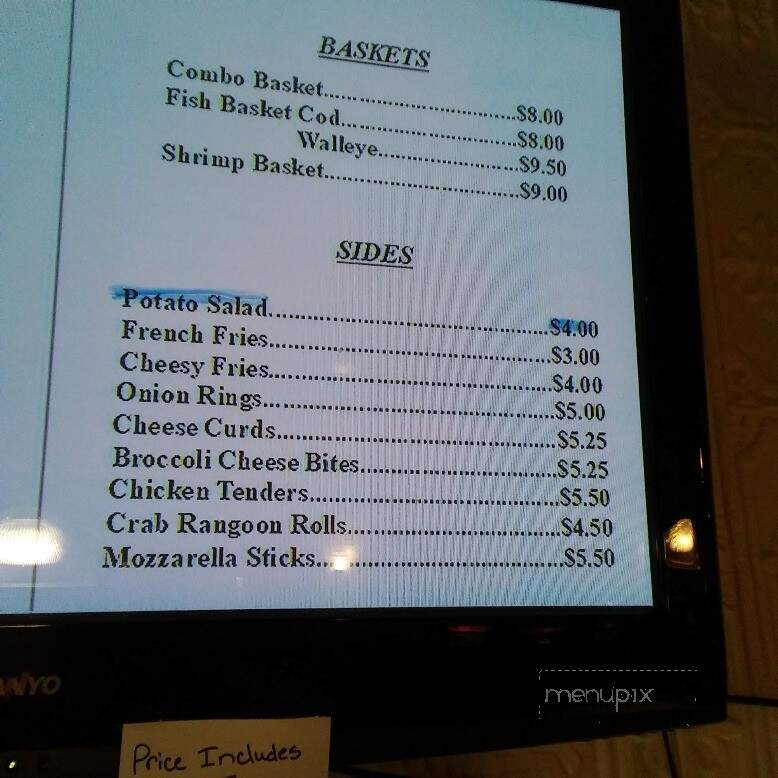 BASKETS
Combo Basket....................................$8.00
Fish Basket Cod.................................$8.00
Walleye.........................$9.50
Shrimp Basket...................................$9.00
SIDES
Potato Salad..........................................$4.00
French Fries..........................................$3.00
Cheesy Fries..........................................$4.00
Onion Rings...........................................$5.00
Cheese Curds..........................................$5.25
Broccoli Cheese Bites.............................$5.25
Chicken Tenders.....................................$5.50
Crab Rangoon Rolls...............................$4.50
Mozzarella Sticks.....................................$5.50
menupix
Price Includes